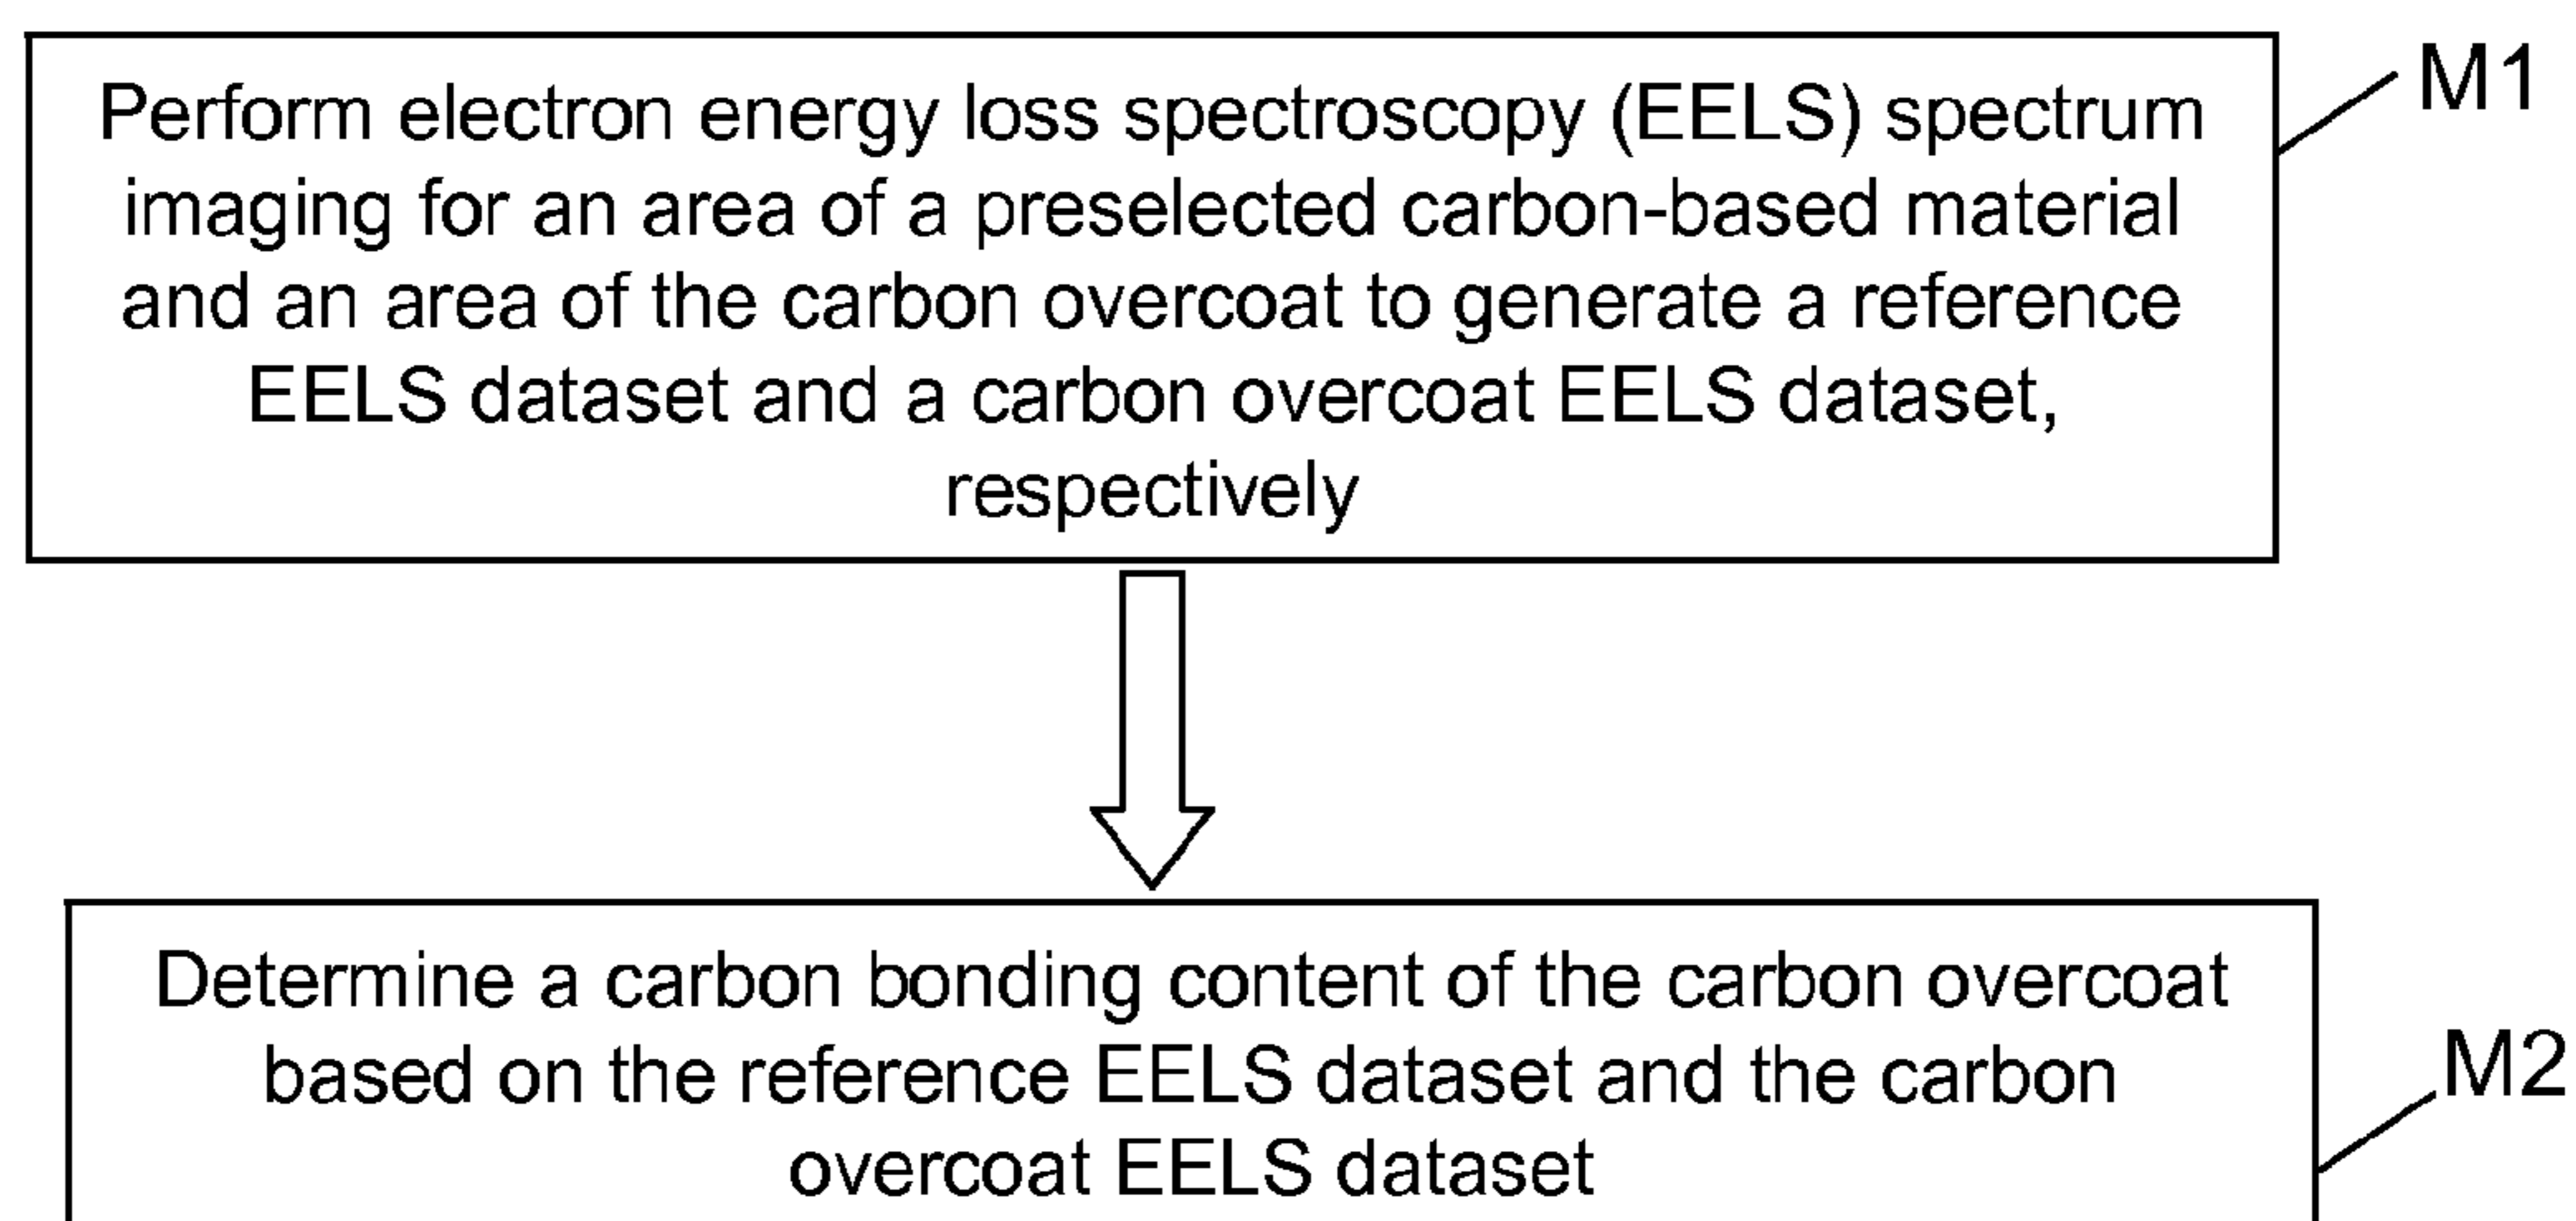 Perform electron energy loss spectroscopy (EELS) spectrum
imaging for an area of a preselected carbon-based material
and an area of the carbon overcoat to generate a reference
EELS dataset and a carbon overcoat EELS dataset,
respectively
M1
Determine a carbon bonding content of the carbon overcoat
based on the reference EELS dataset and the carbon
overcoat EELS dataset
M2